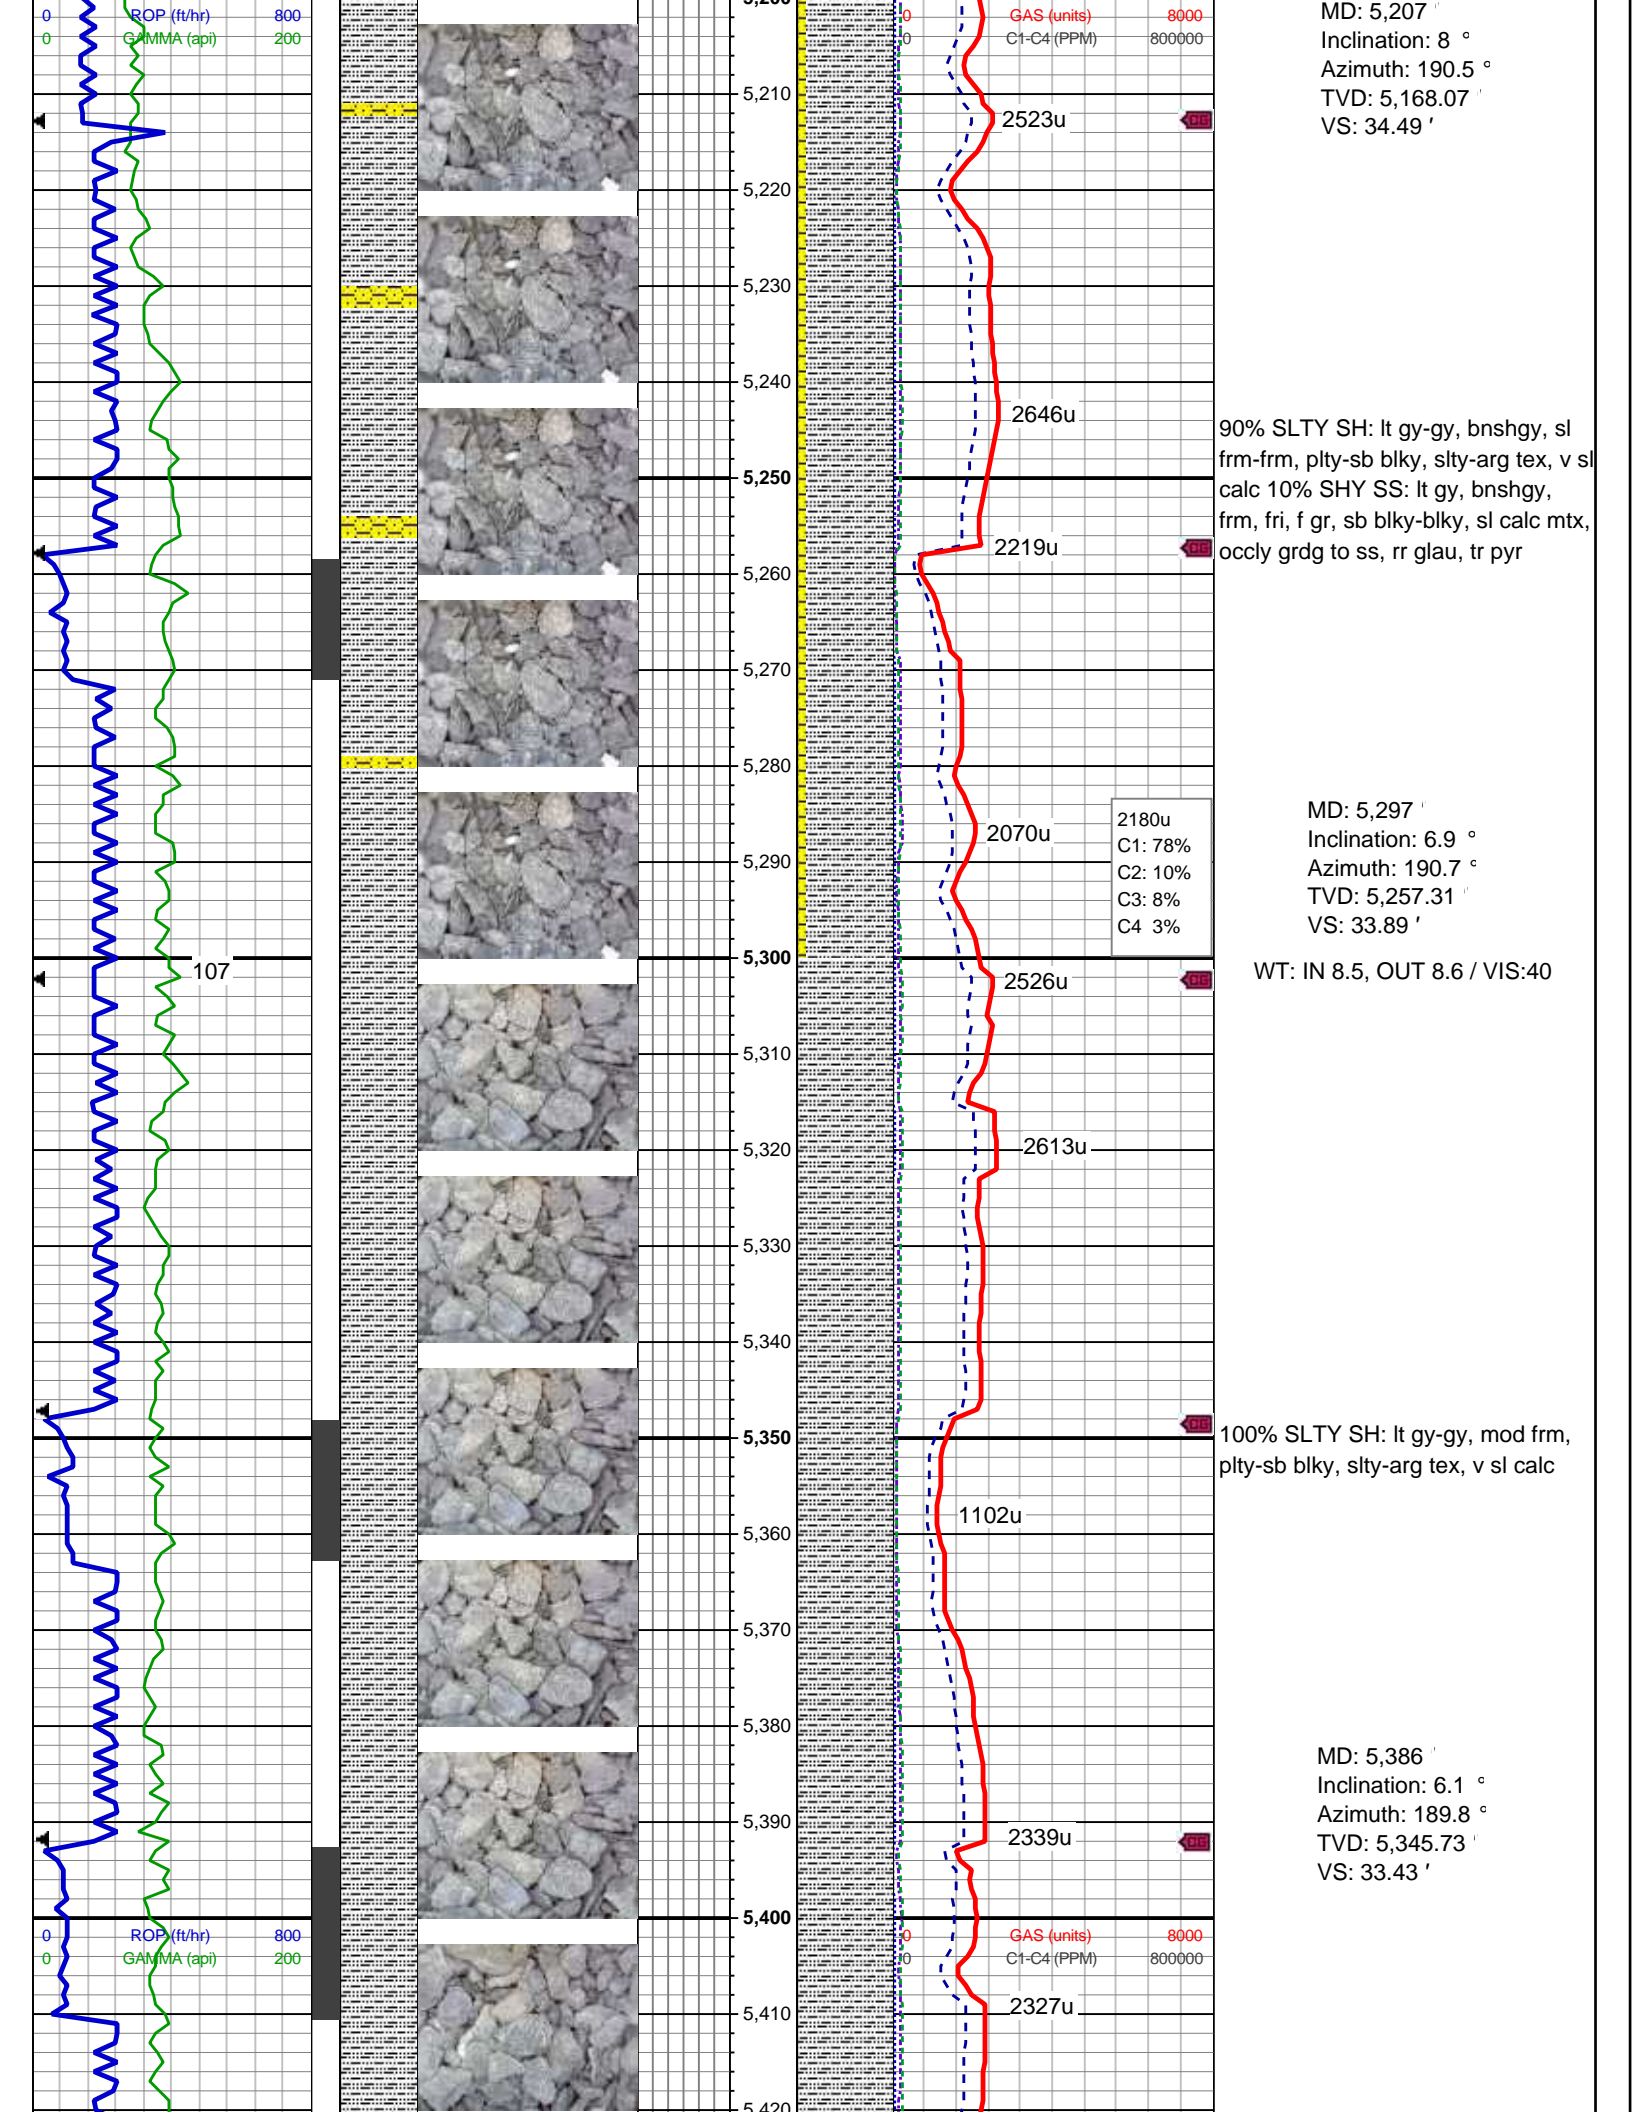 5,200
0 ROP (ft/hr) 800
0 GAMMA (api) 200
0 GAS (units) 8000
0 C1-C4 (PPM) 800000
MD: 5,207 '
Inclination: 8 °
Azimuth: 190.5 °
TVD: 5,168.07 '
VS: 34.49 '
5,210
2523u
CG
5,220
5,230
5,240
2646u
90% SLTY SH: lt gy-gy, bnshgy, sl
frm-frm, plty-sb blky, slty-arg tex, v sl
calc 10% SHY SS: lt gy, bnshgy,
frm, fri, f gr, sb blky-blky, sl calc mtx,
occly grdg to ss, rr glau, tr pyr
5,250
2219u
CG
5,260
5,270
5,280
2070u
2180u
C1: 78%
C2: 10%
C3: 8%
C4 3%
MD: 5,297 '
Inclination: 6.9 °
Azimuth: 190.7 °
TVD: 5,257.31 '
VS: 33.89 '
5,290
5,300
107
2526u
CG
WT: IN 8.5, OUT 8.6 / VIS:40
5,310
5,320
2613u
5,330
5,340
CG
5,350
100% SLTY SH: lt gy-gy, mod frm,
plty-sb blky, slty-arg tex, v sl calc
1102u
5,360
5,370
5,380
MD: 5,386 '
Inclination: 6.1 °
Azimuth: 189.8 °
TVD: 5,345.73 '
VS: 33.43 '
5,390
2339u
CG
5,400
0 ROP (ft/hr) 800
0 GAMMA (api) 200
0 GAS (units) 8000
0 C1-C4 (PPM) 800000
5,410
2327u
5,420